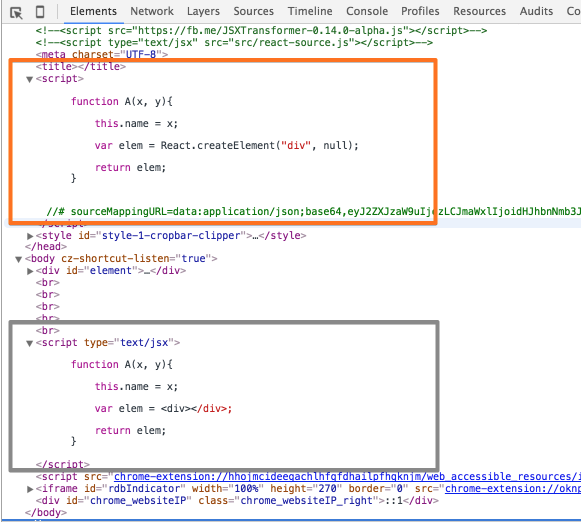 Elements Network Layers Sources Timeline Console Profiles Resources Audits Co
<!--<script src="https://fb.me/JSXTransformer-0.14.0-alpha.js"></script>-->
<!--<script type="text/jsx" src="src/react-source.js"></script>-->
<meta charset="UTF-8">
<title></title>
<script>
function A(x, y){
this.name = x;
var elem = React.createElement("div", null);
return elem;
}
//# sourceMappingURL=data:application/json;base64,
</script>
<style id="style-1-cropbar-clipper">…</style>
</head>
<body cz-shortcut-listen="true">
<div id="element">…</div>
<br>
<br>
<br>
<br>
<br>
<script type="text/jsx">
function A(x, y){
this.name = x;
var elem = <div></div>;
return elem;
}
</script>
<script src="chrome-extension://hhojmcideegachlhfgfdhailpfhgknjm/web_accessible_resources/i
<iframe id="rdbIndicator" width="100%" height="270" border="0" src="chrome-extension://oknp
<div id="chrome_websiteIP" class="chrome_websiteIP_right">::1</div>
</body>